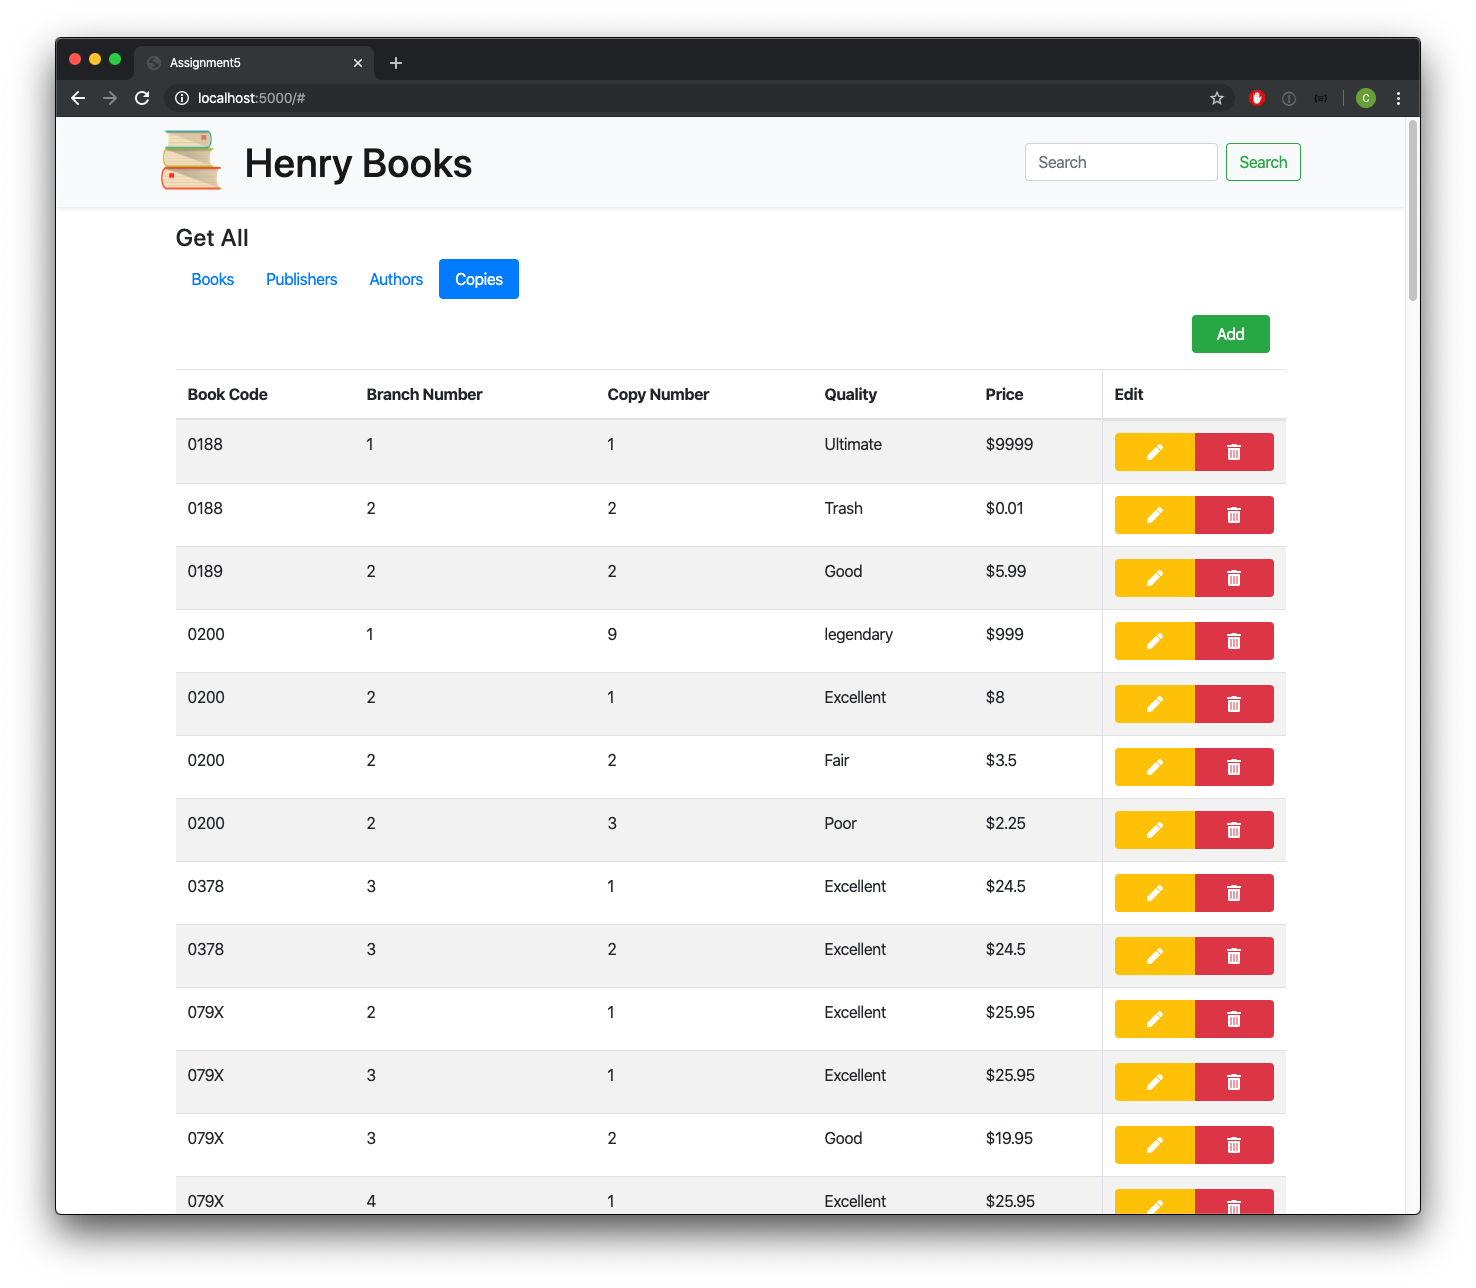 Assignment5
localhost:5000/#
C
Henry Books
Search
Search
Get All
Books Publishers Authors Copies
Add
Book Code Branch Number Copy Number Quality Price Edit
0188 1 1 Ultimate $9999
0188 2 2 Trash $0.01
0189 2 2 Good $5.99
0200 1 9 legendary $999
0200 2 1 Excellent $8
0200 2 2 Fair $3.5
0200 2 3 Poor $2.25
0378 3 1 Excellent $24.5
0378 3 2 Excellent $24.5
079X 2 1 Excellent $25.95
079X 3 1 Excellent $25.95
079X 3 2 Good $19.95
079X 4 1 Excellent $25.95